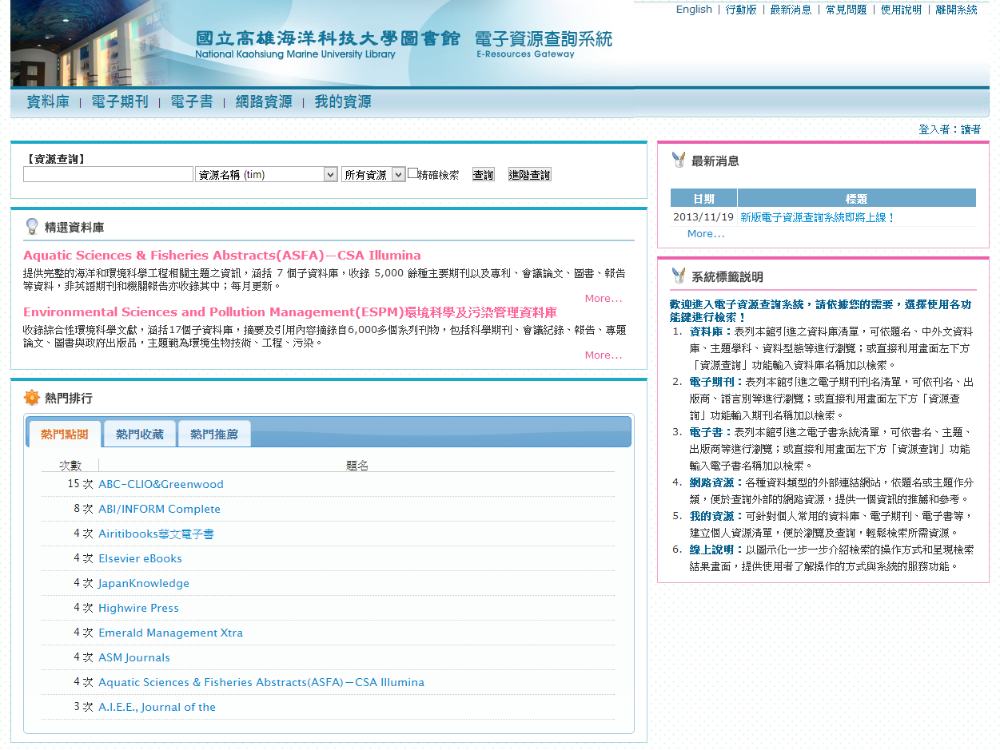 English | 行動版 | 最新消息 | 常見問題 | 使用說明 | 離開系統
國立高雄海洋科技大學圖書館 電子資源查詢系統
National Kaohsiung Marine University Library E-Resources Gateway
資料庫 | 電子期刊 | 電子書 | 網路資源 | 我的資源
登入者：讀者
【資源查詢】
資源名稱 (tim) 所有資源 精確檢索 查詢 進階查詢
精選資料庫
Aquatic Sciences & Fisheries Abstracts(ASFA)－CSA Illumina
提供完整的海洋和環境科學工程相關主題之資訊，涵括 7 個子資料庫，收錄 5,000 餘種主要期刊以及專利、會議論文、圖書、報告
等資料，非英語期刊和機關報告亦收錄其中；每月更新。
More...
Environmental Sciences and Pollution Management(ESPM)環境科學及污染管理資料庫
收錄綜合性環境科學文獻，涵括17個子資料庫，摘要及引用內容摘錄自6,000多個系列刊物，包括科學期刊、會議紀錄、報告、專題
論文、圖書與政府出版品，主題範為環境生物技術、工程、污染。
More...
熱門排行
熱門點閱 熱門收藏 熱門推薦
次數 題名
15 次 ABC-CLIO&Greenwood
8 次 ABI/INFORM Complete
4 次 Airitibooks華文電子書
4 次 Elsevier eBooks
4 次 JapanKnowledge
4 次 Highwire Press
4 次 Emerald Management Xtra
4 次 ASM Journals
4 次 Aquatic Sciences & Fisheries Abstracts(ASFA)－CSA Illumina
3 次 A.I.E.E., Journal of the
最新消息
日期 標題
2013/11/19 新版電子資源查詢系統即將上線！
More...
系統標籤說明
歡迎進入電子資源查詢系統，請依據您的需要，選擇使用各功
能鍵進行檢索！
1. 資料庫：表列本館引進之資料庫清單，可依題名、中外文資料
庫、主題學科、資料型態等進行瀏覽；或直接利用畫面左下方
「資源查詢」功能輸入資料庫名稱加以檢索。
2. 電子期刊：表列本館引進之電子期刊刊名清單，可依刊名、出
版商、語言別等進行瀏覽；或直接利用畫面左下方「資源查
詢」功能輸入期刊名稱加以檢索。
3. 電子書：表列本館引進之電子書系統清單，可依書名、主題、
出版商等進行瀏覽；或直接利用畫面左下方「資源查詢」功能
輸入電子書名稱加以檢索。
4. 網路資源：各種資料類型的外部連結網站，依題名或主題作分
類，便於查詢外部的網路資源，提供一個資訊的推薦和參考。
5. 我的資源：可針對個人常用的資料庫、電子期刊、電子書等，
建立個人資源清單，便於瀏覽及查詢，輕鬆檢索所需資源。
6. 線上說明：以圖示化一步一步介紹檢索的操作方式和呈現檢索
結果畫面，提供使用者了解操作的方式與系統的服務功能。